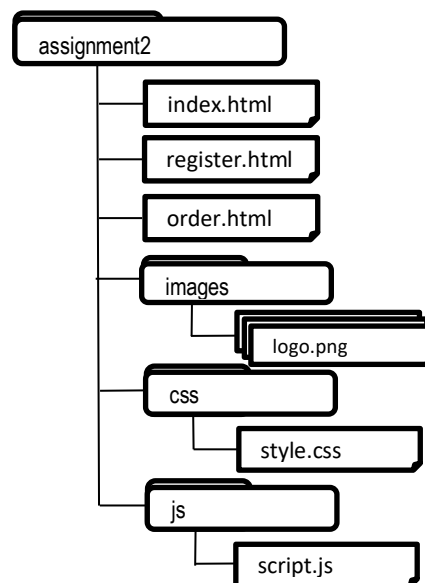 assignment2
index.html
register.html
order.html
images
logo.png
css
style.css
js
script.js